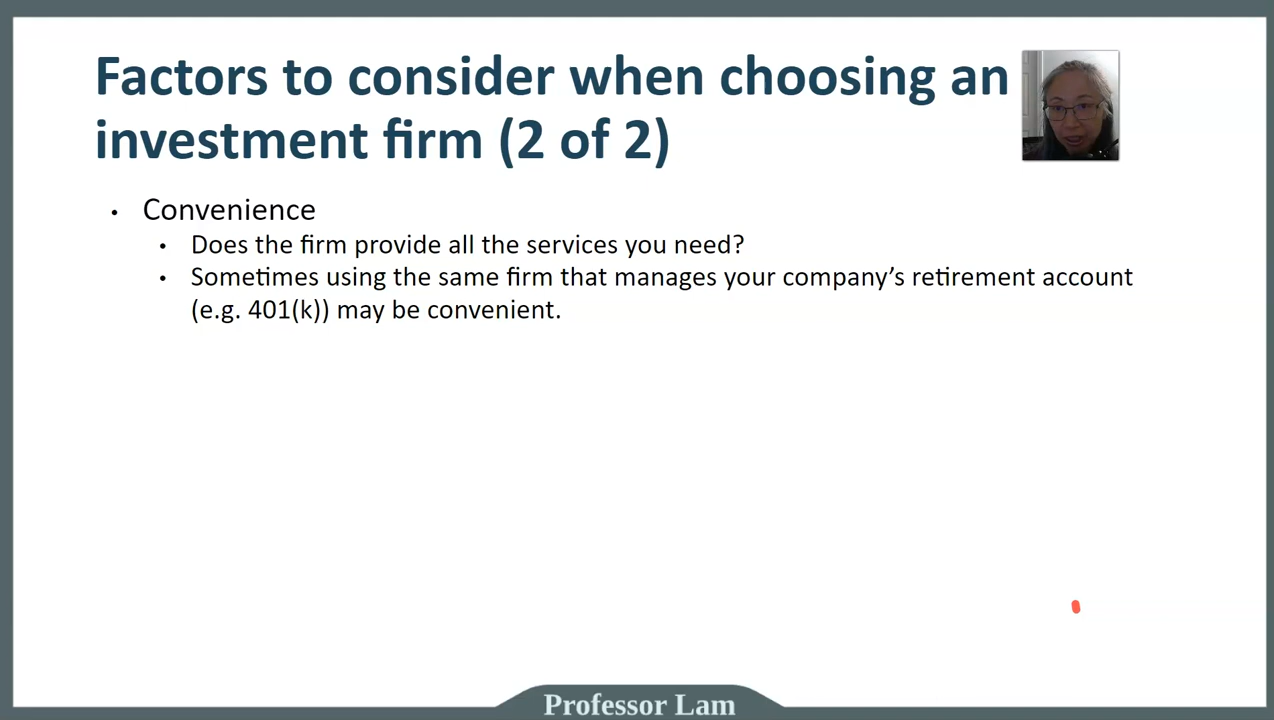 Factors to consider when choosing an
investment firm (2 of 2)
• Convenience
• Does the firm provide all the services you need?
• Sometimes using the same firm that manages your company’s retirement account
(e.g. 401(k)) may be convenient.
Professor Lam